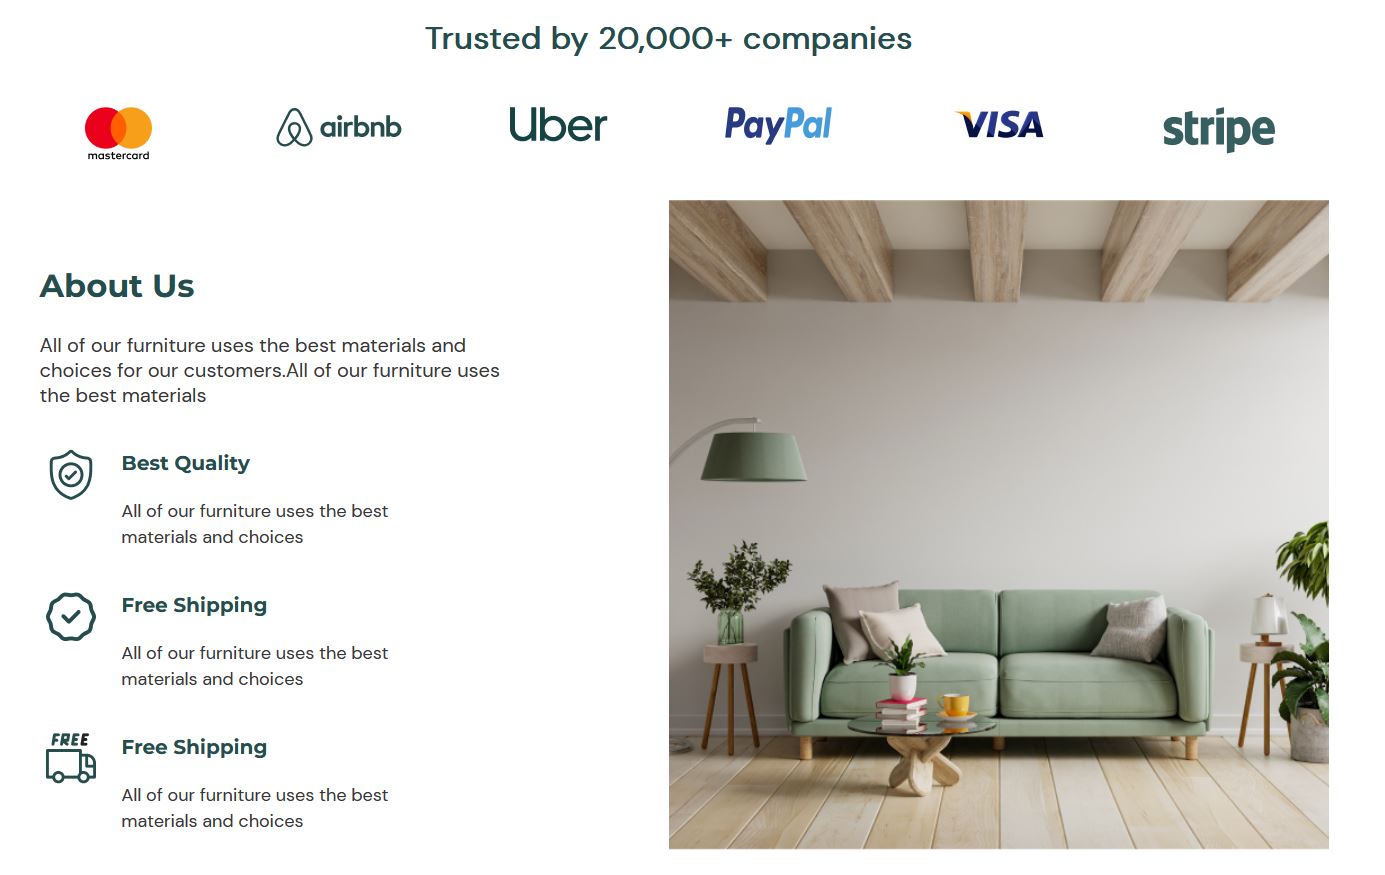 Trusted by 20,000+ companies
mastercard
airbnb
Uber
PayPal
VISA
stripe
About Us
All of our furniture uses the best materials and
choices for our customers.All of our furniture uses
the best materials
Best Quality
All of our furniture uses the best
materials and choices
Free Shipping
All of our furniture uses the best
materials and choices
FREE
Free Shipping
All of our furniture uses the best
materials and choices